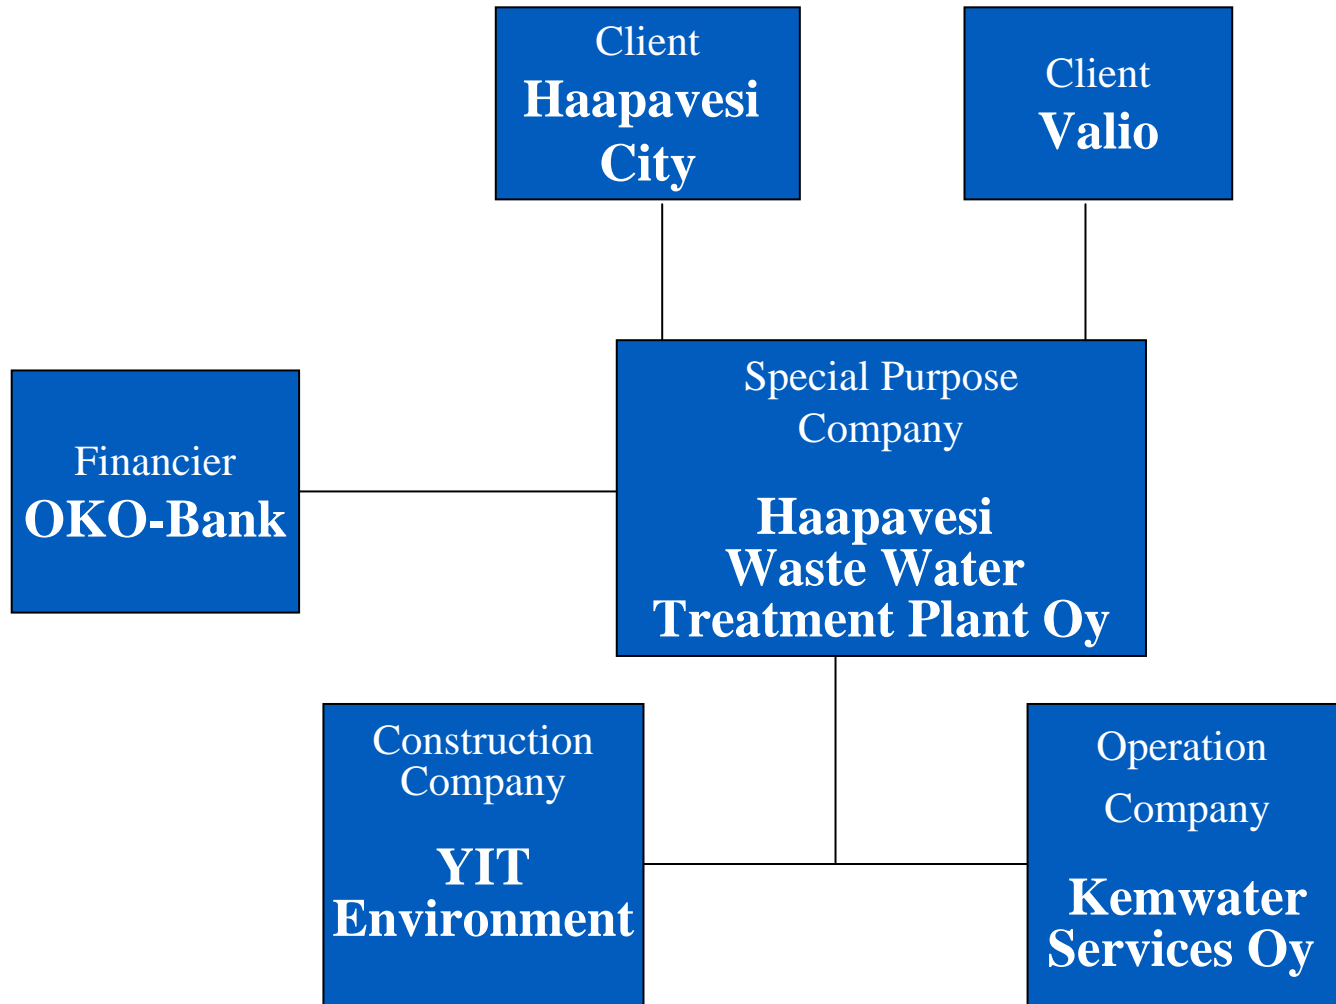 Client
Haapavesi
City
Client
Valio
Financier
OKO-Bank
Special Purpose
Company
Haapavesi
Waste Water
Treatment Plant Oy
Construction
Company
YIT
Environment
Operation
Company
Kemwater
Services Oy